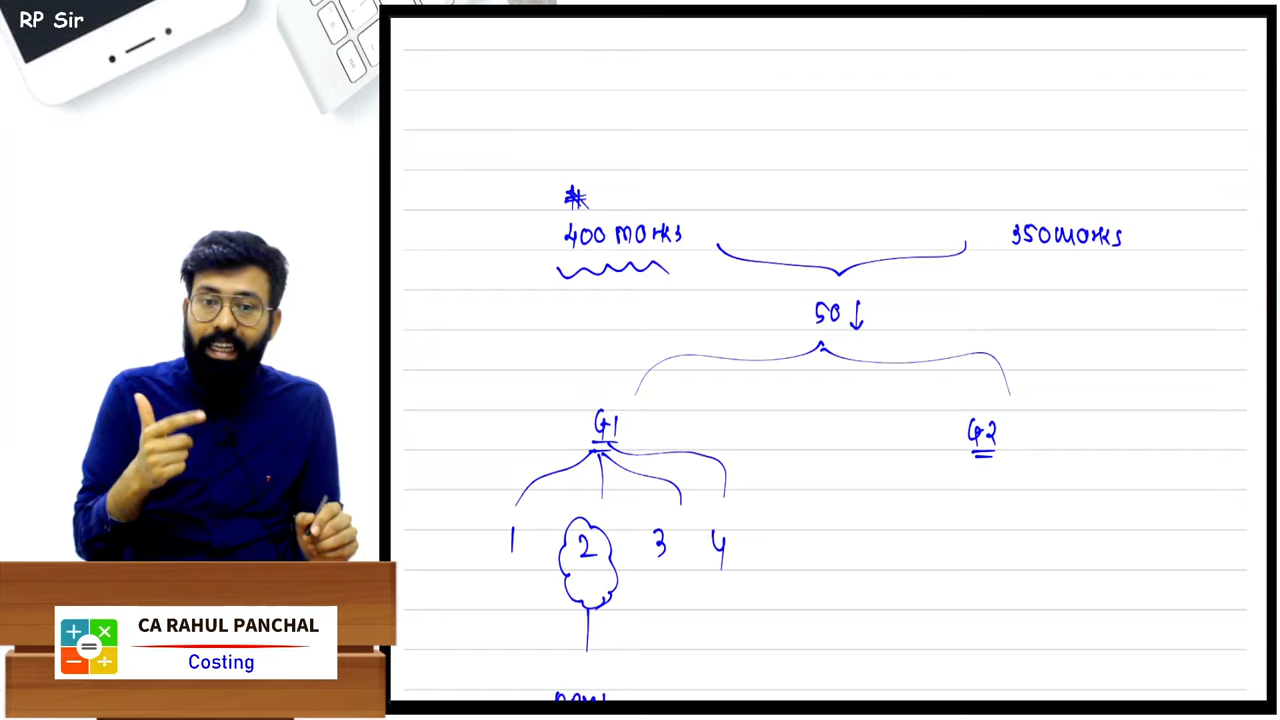 RP Sir
**
400 marks
350 marks
50 ↓
G1
G2
1 2 3 4
CA RAHUL PANCHAL
Costing